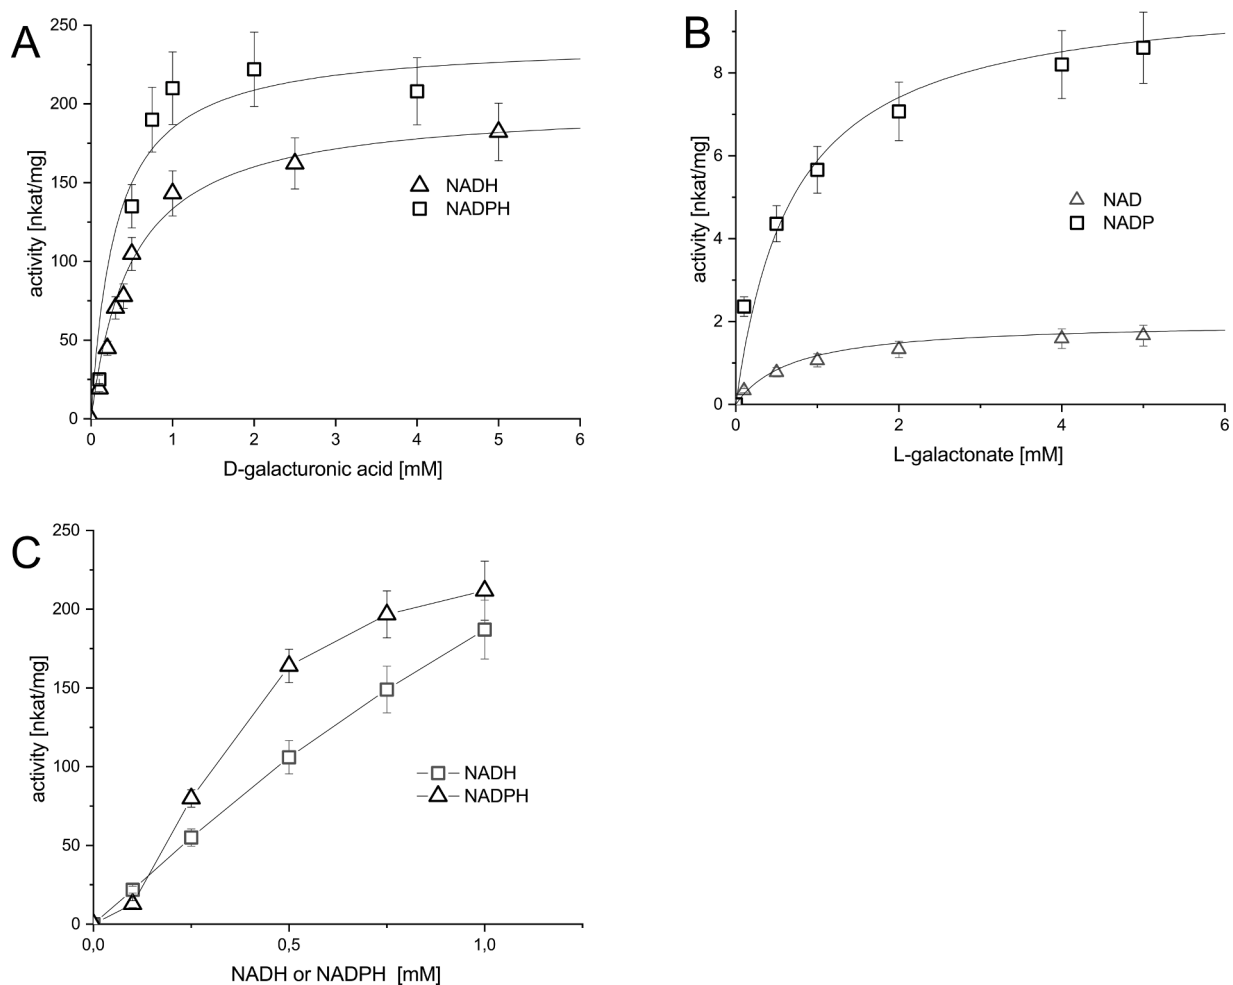 A
activity [nkat/mg]
250
200
150
100
50
0
0 1 2 3 4 5 6
D-galacturonic acid [mM]
NADH
NADPH
B
activity [nkat/mg]
8
6
4
2
0
0 2 4 6
L-galactonate [mM]
NAD
NADP
C
activity [nkat/mg]
250
200
150
100
50
0
0,0 0,5 1,0
NADH or NADPH [mM]
NADH
NADPH